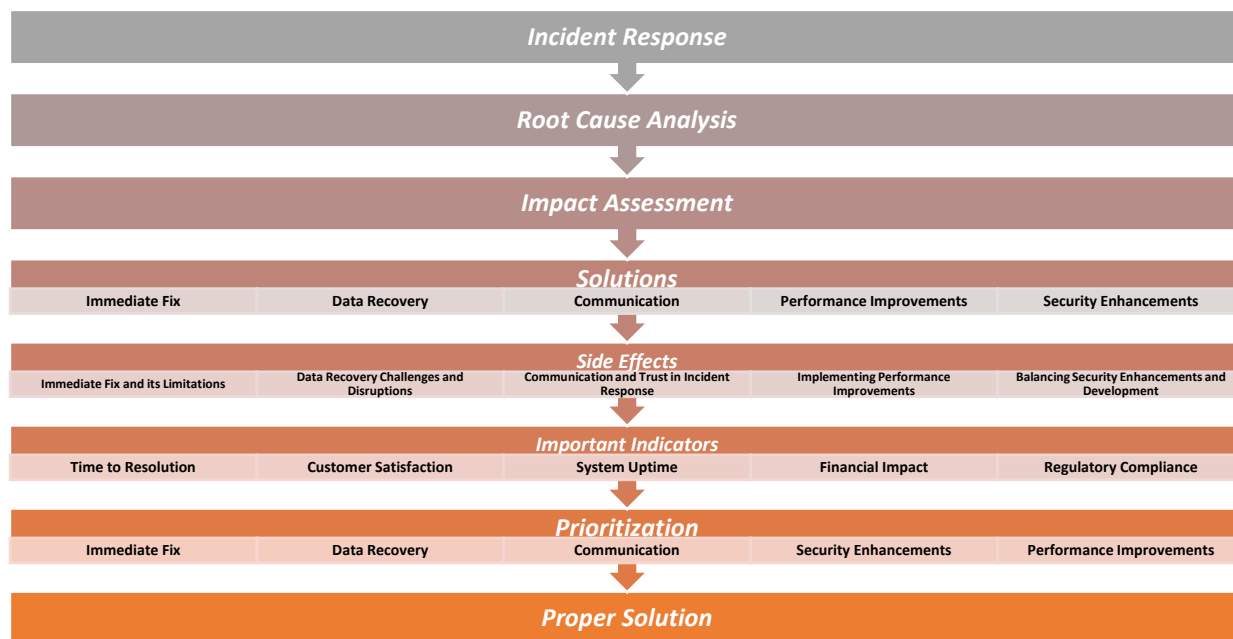 Incident Response
Root Cause Analysis
Impact Assessment
Solutions
Immediate Fix
Data Recovery
Communication
Performance Improvements
Security Enhancements
Side Effects
Immediate Fix and its Limitations
Data Recovery Challenges and
Disruptions
Communication and Trust in Incident
Response
Implementing Performance
Improvements
Balancing Security Enhancements and
Development
Important Indicators
Time to Resolution
Customer Satisfaction
System Uptime
Financial Impact
Regulatory Compliance
Prioritization
Immediate Fix
Data Recovery
Communication
Security Enhancements
Performance Improvements
Proper Solution